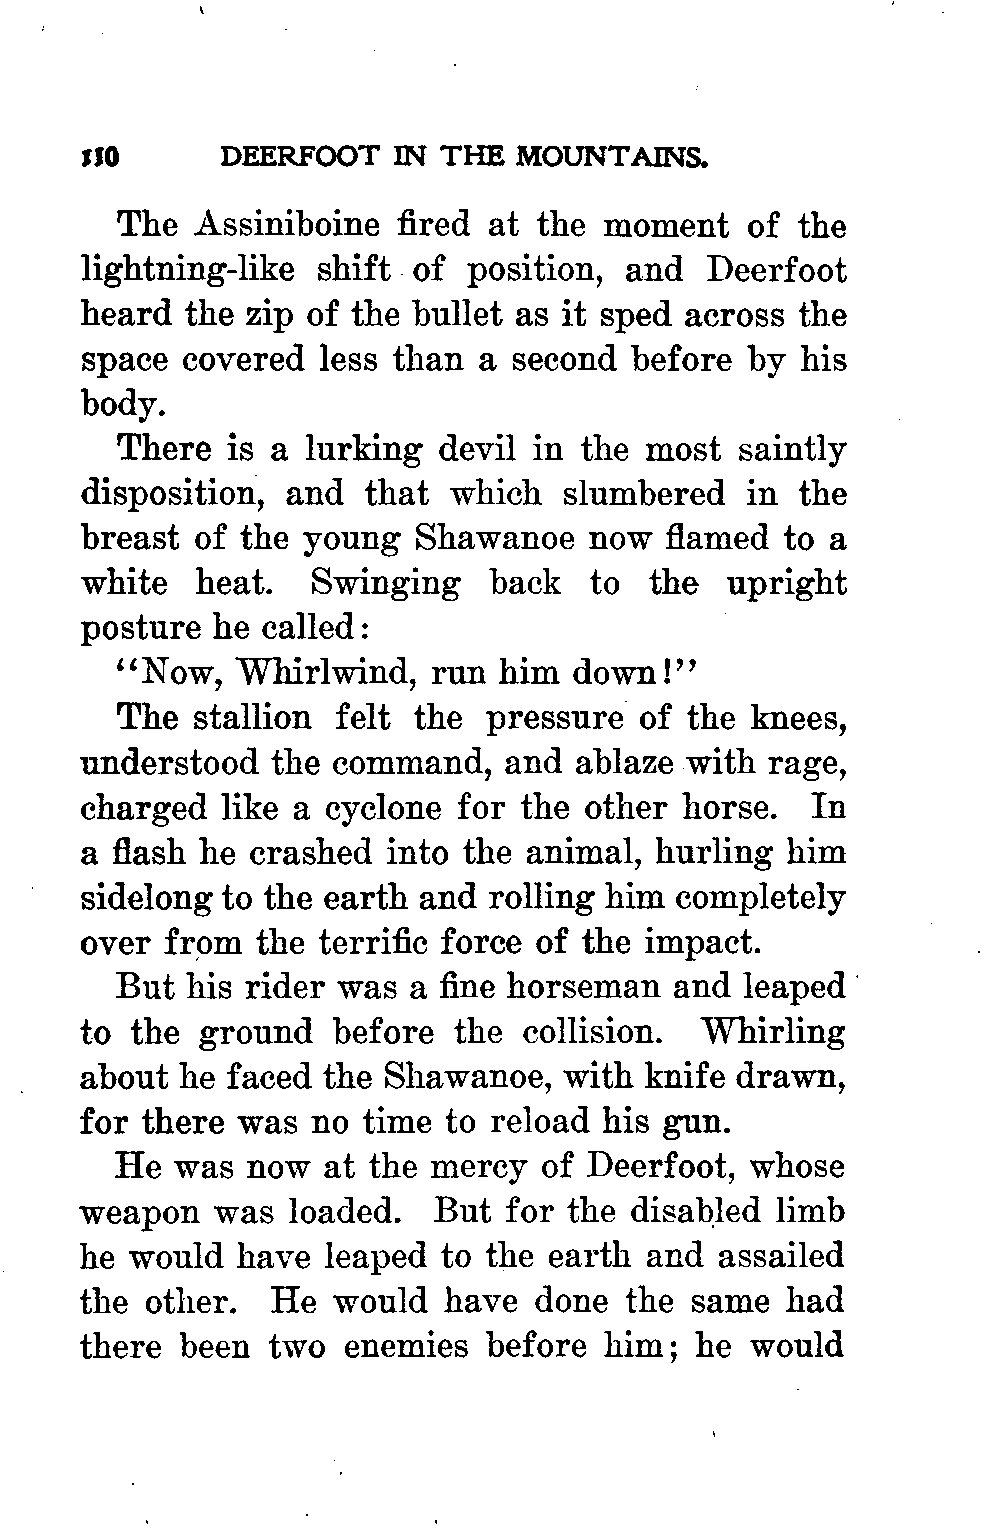 110 DEERFOOT IN THE MOUNTAINS.
The Assiniboine fired at the moment of the
lightning-like shift of position, and Deerfoot
heard the zip of the bullet as it sped across the
space covered less than a second before by his
body.
There is a lurking devil in the most saintly
disposition, and that which slumbered in the
breast of the young Shawanoe now flamed to a
white heat. Swinging back to the upright
posture he called:
“Now, Whirlwind, run him down!”
The stallion felt the pressure of the knees,
understood the command, and ablaze with rage,
charged like a cyclone for the other horse. In
a flash he crashed into the animal, hurling him
sidelong to the earth and rolling him completely
over from the terrific force of the impact.
But his rider was a fine horseman and leaped
to the ground before the collision. Whirling
about he faced the Shawanoe, with knife drawn,
for there was no time to reload his gun.
He was now at the mercy of Deerfoot, whose
weapon was loaded. But for the disabled limb
he would have leaped to the earth and assailed
the other. He would have done the same had
there been two enemies before him; he would